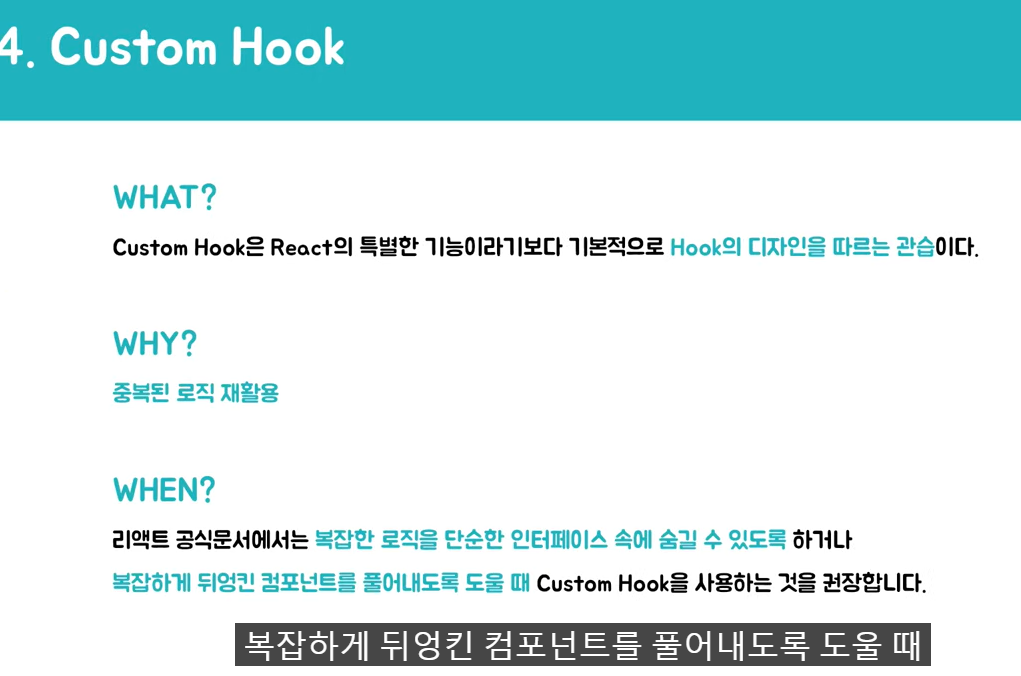 4. Custom Hook
WHAT?
Custom Hook은 React의 특별한 기능이라기보다 기본적으로 Hook의 디자인을 따르는 관습이다.
WHY?
중복된 로직 재활용
WHEN?
리액트 공식문서에서는 복잡한 로직을 단순한 인터페이스 속에 숨길 수 있도록 하거나
복잡하게 뒤엉킨 컴포넌트를 풀어내도록 도울 때 Custom Hook을 사용하는 것을 권장합니다.
복잡하게 뒤엉킨 컴포넌트를 풀어내도록 도울 때